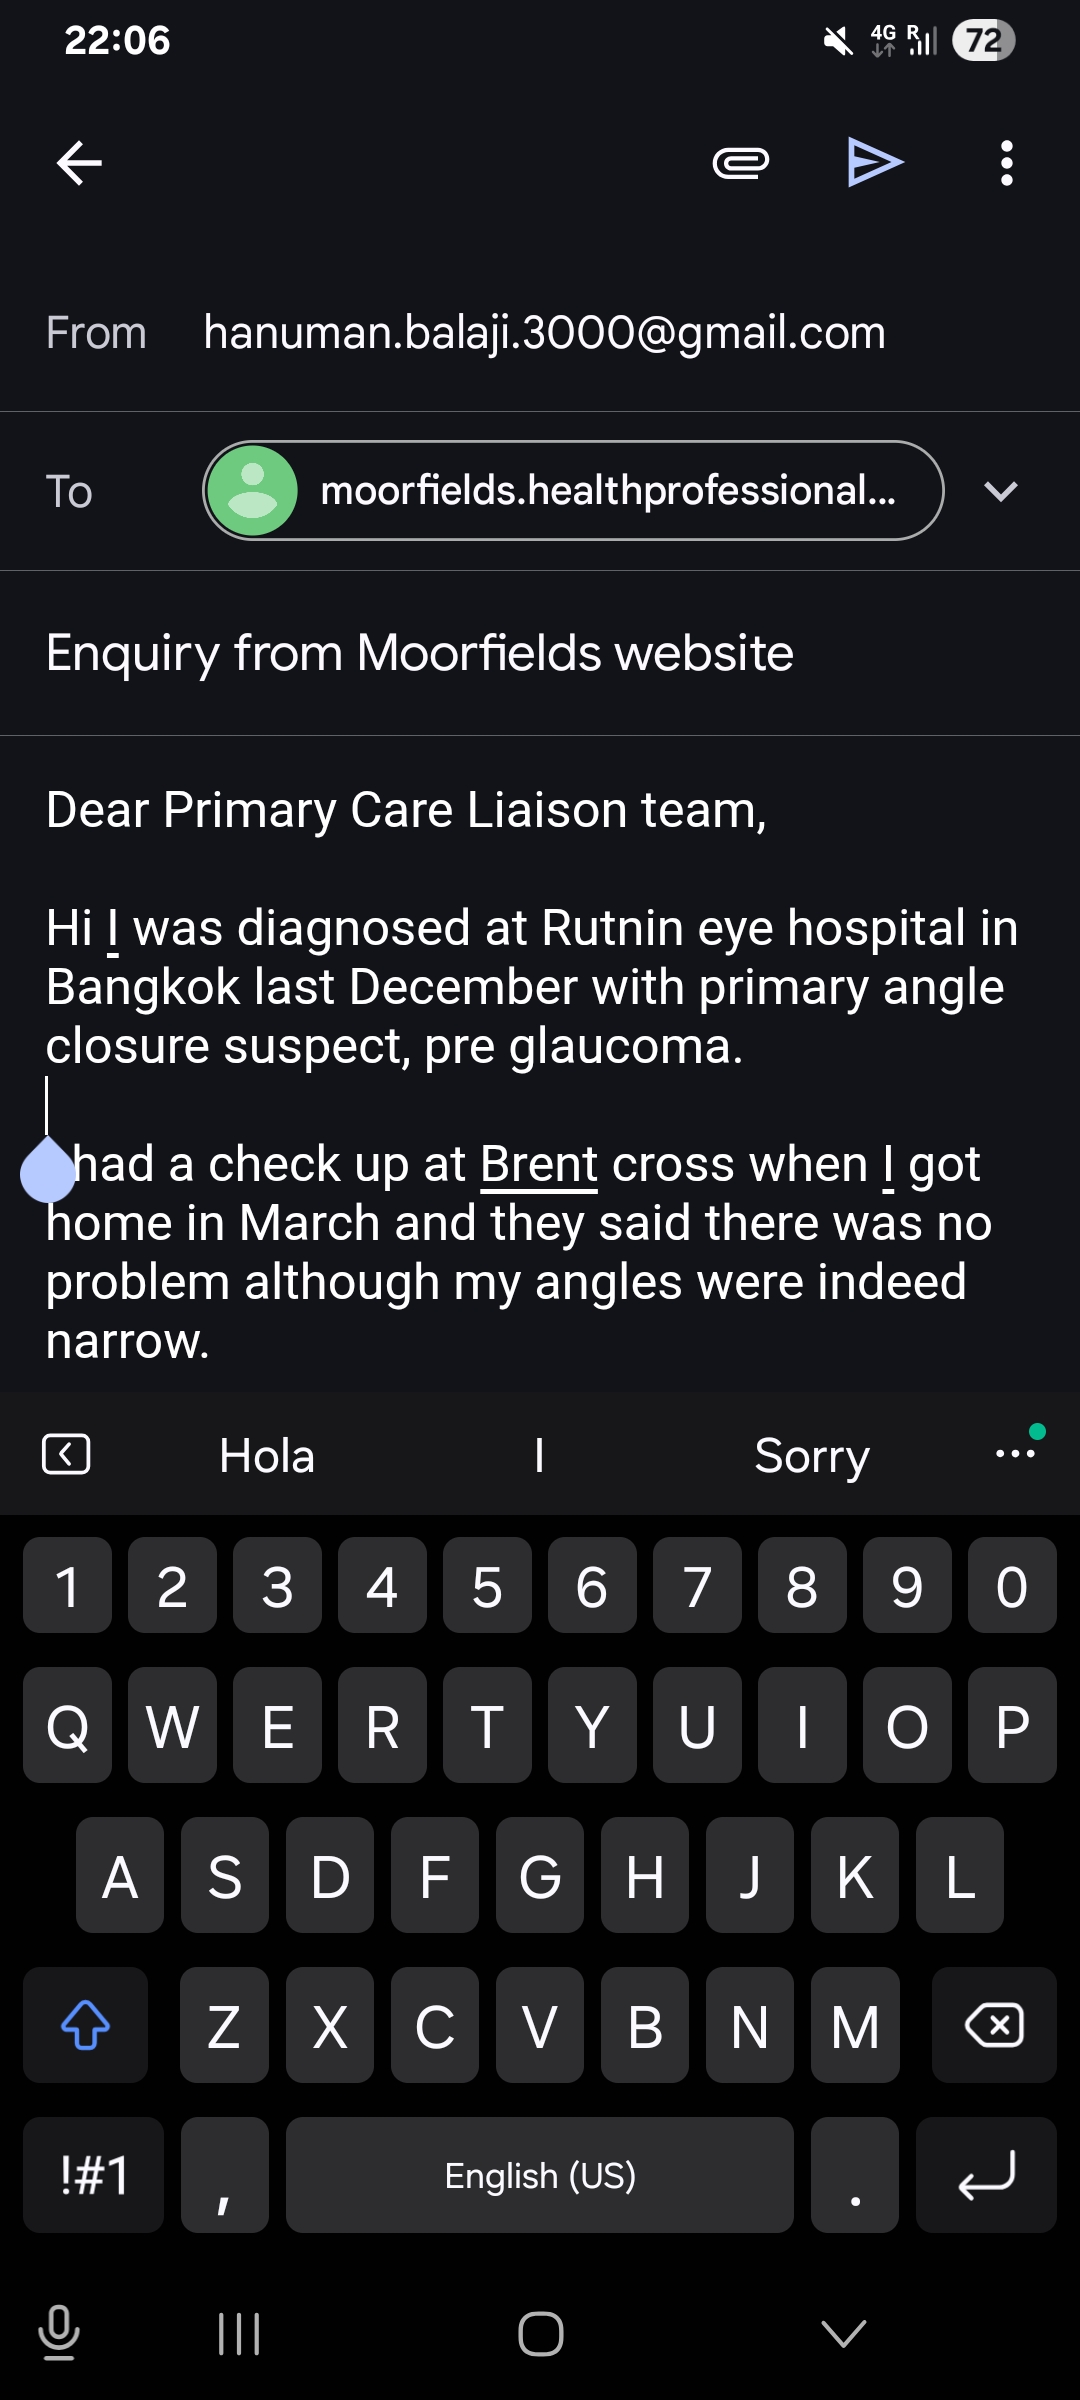 22:06
4G R 72
From hanuman.balaji.3000@gmail.com
To moorfields.healthprofessional...
Enquiry from Moorfields website
Dear Primary Care Liaison team,
Hi I was diagnosed at Rutnin eye hospital in
Bangkok last December with primary angle
closure suspect, pre glaucoma.
had a check up at Brent cross when I got
home in March and they said there was no
problem although my angles were indeed
narrow.
Hola I Sorry ...
1 2 3 4 5 6 7 8 9 0
Q W E R T Y U I O P
A S D F G H J K L
Z X C V B N M
!#1 , English (US) .